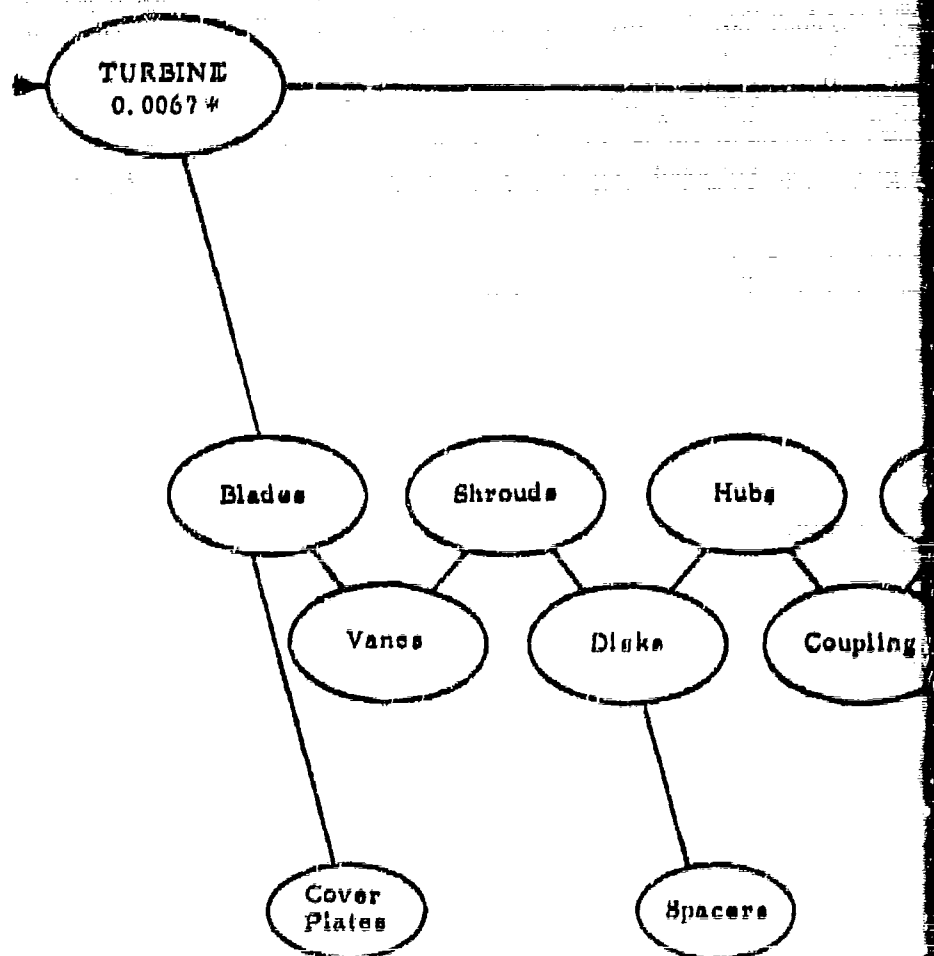 TURBINE
0.0067*
Blades
Shrouds
Hubs
Vanes
Disks
Coupling
Cover
Plates
Spacers